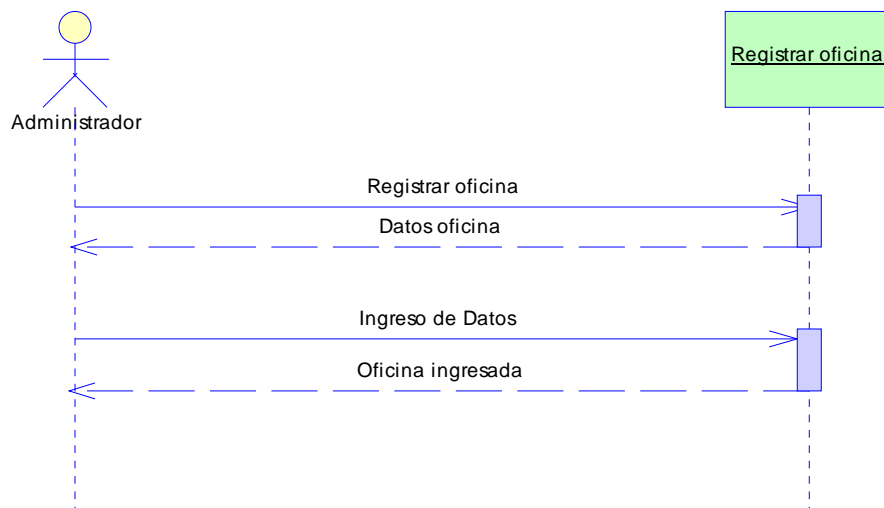 Registrar oficina
Administrador
Registrar oficina
Datos oficina
Ingreso de Datos
Oficina ingresada